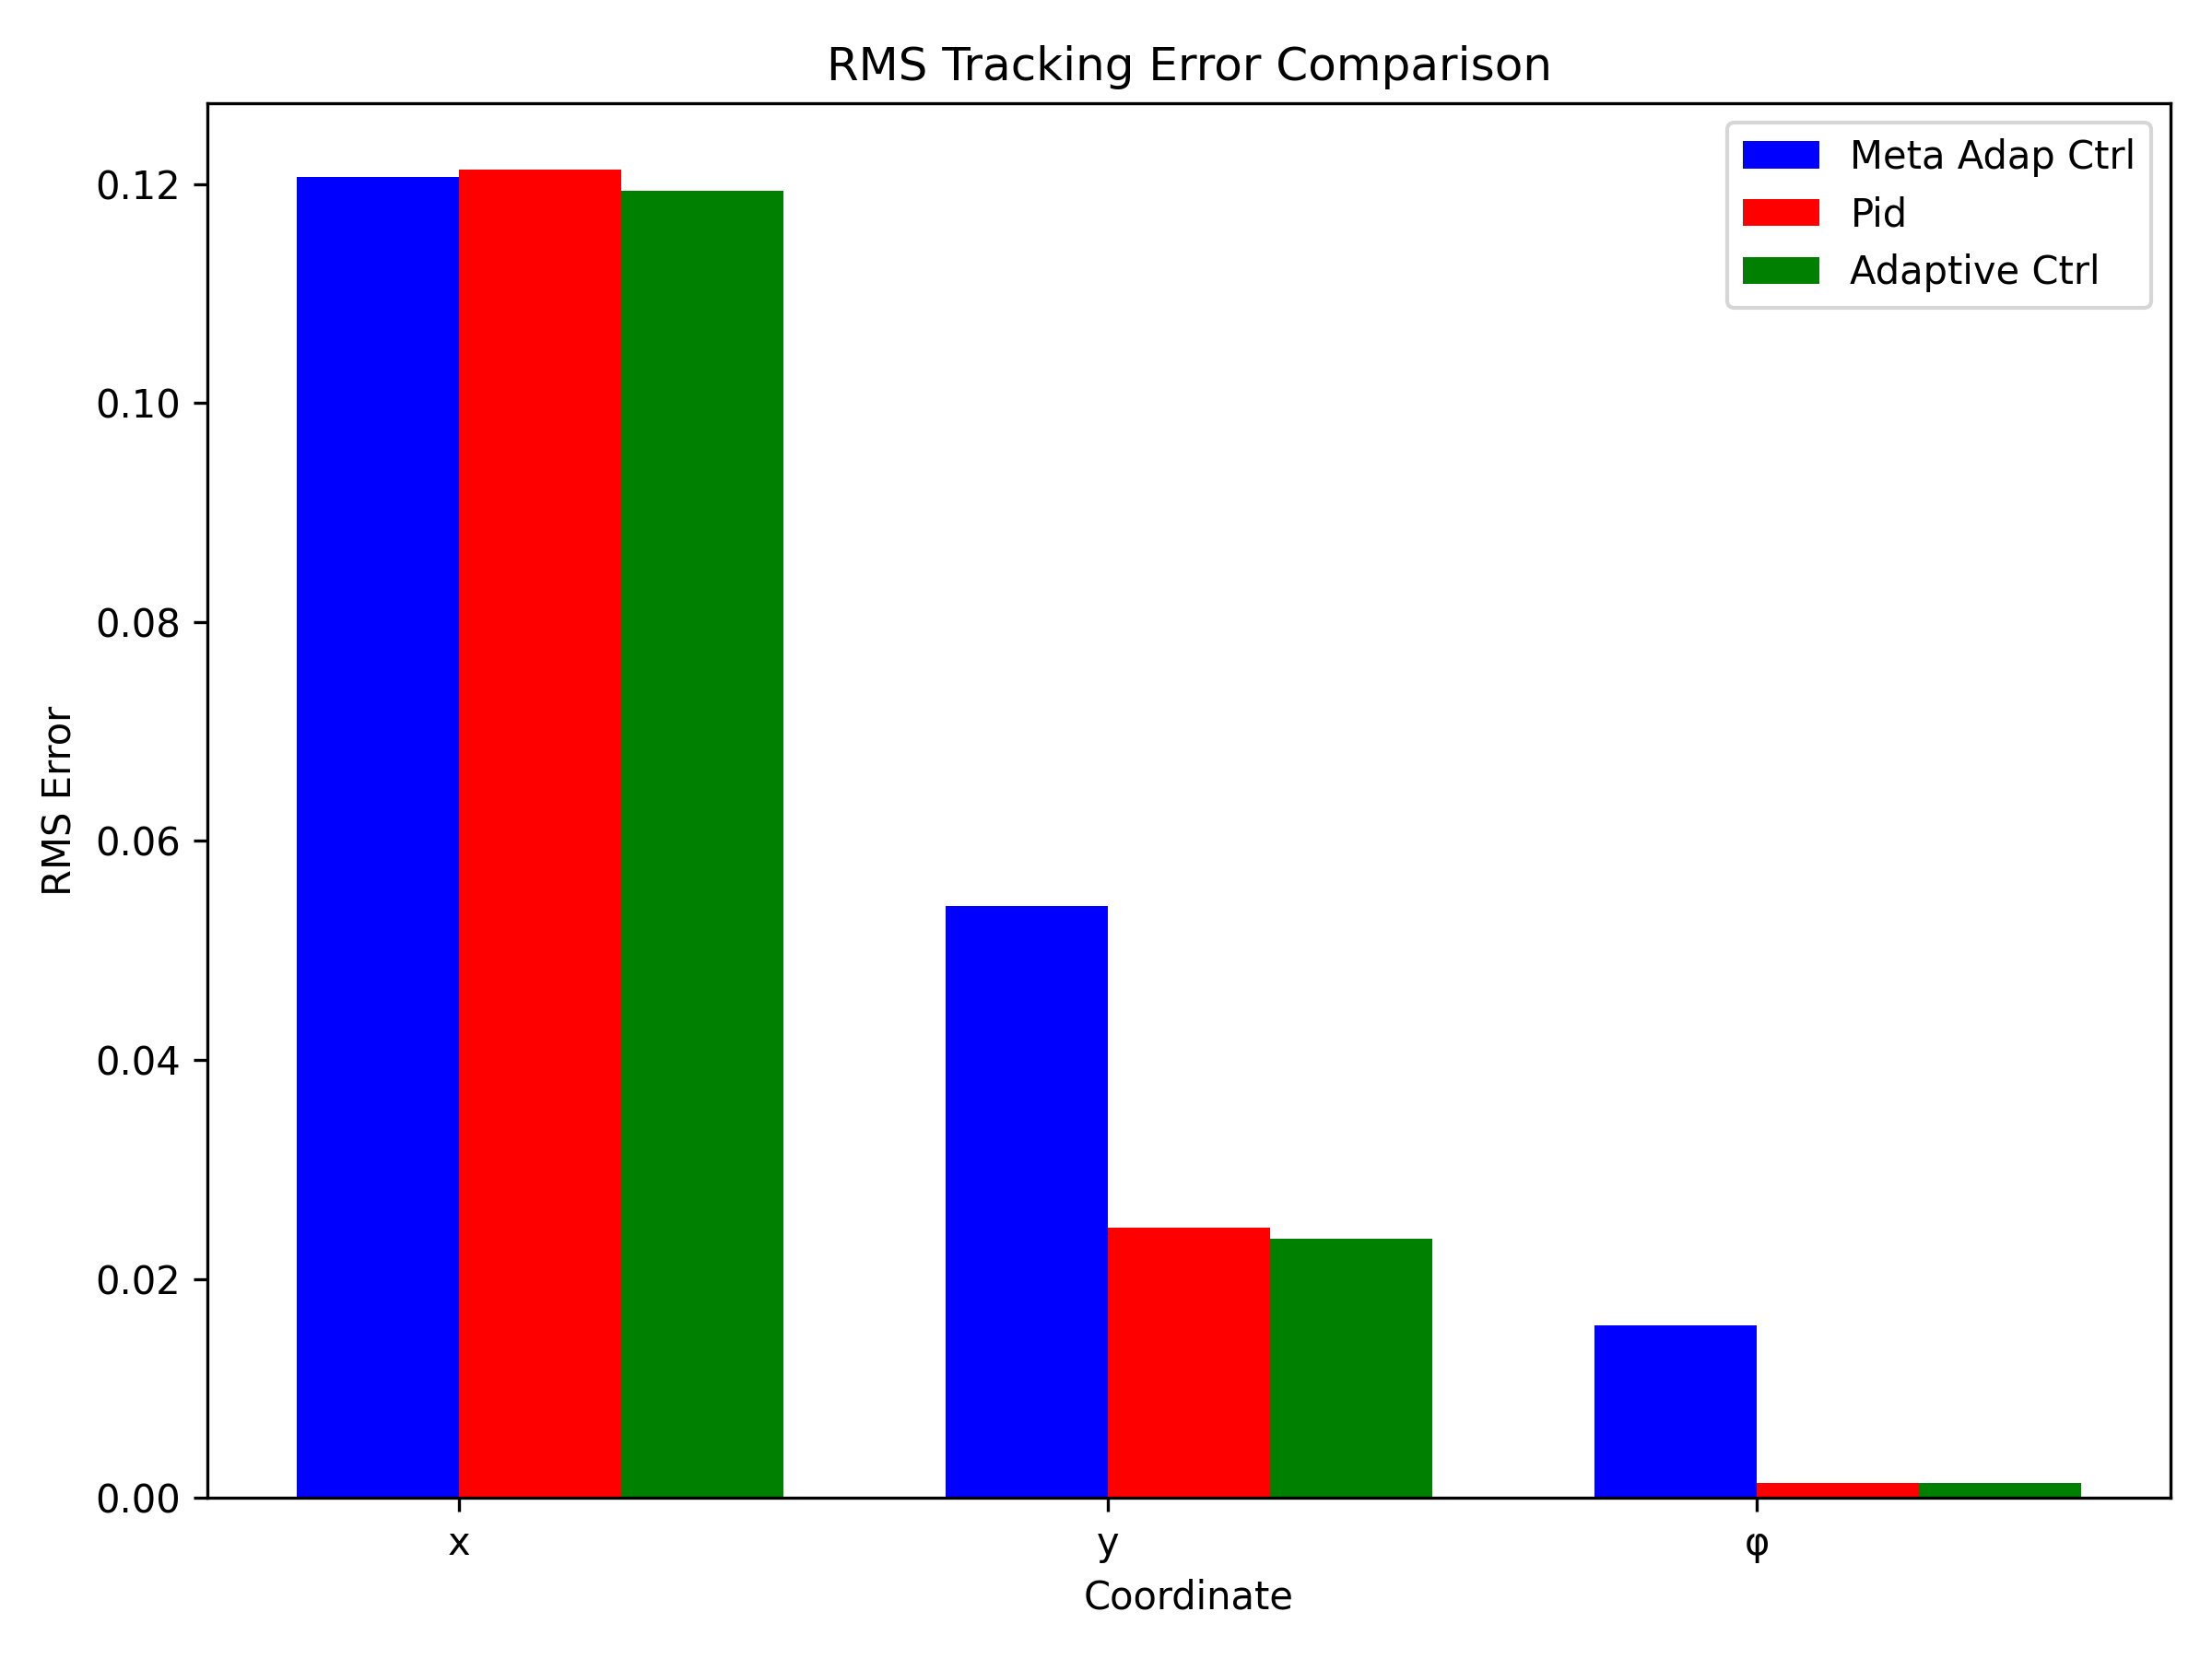 RMS Tracking Error Comparison
Meta Adap Ctrl
Pid
Adaptive Ctrl
RMS Error
0.12
0.10
0.08
0.06
0.04
0.02
0.00
x y φ
Coordinate